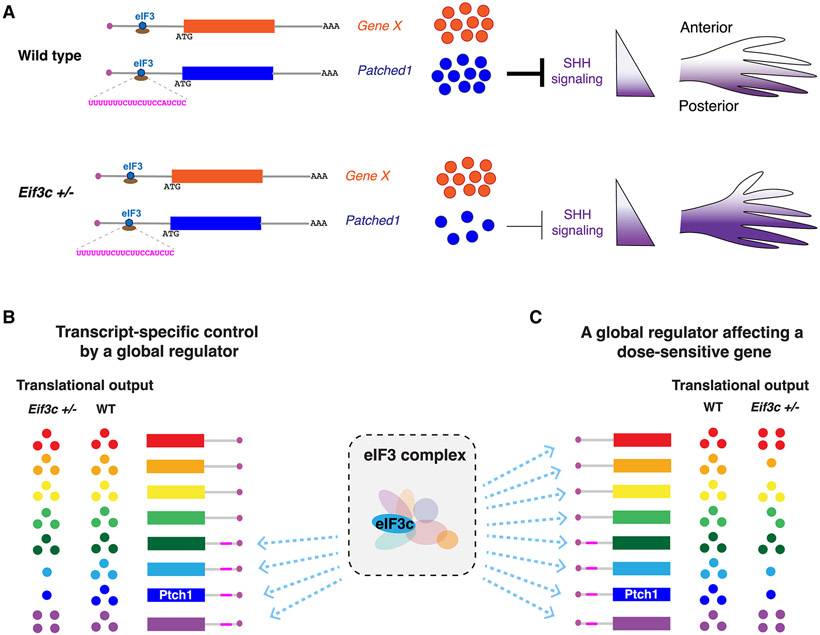 A
Wild type
eIF3
ATG
AAA
Gene X
eIF3
ATG
AAA
Patched1
UUUUUUUCUUCUUCCAUCUC
SHH
signaling
Anterior
Posterior
Eif3c +/-
eIF3
ATG
AAA
Gene X
eIF3
ATG
AAA
Patched1
UUUUUUUCUUCUUCCAUCUC
SHH
signaling
B
Transcript-specific control
by a global regulator
Translational output
Eif3c +/-
WT
Ptch1
eIF3 complex
eIF3c
C
A global regulator affecting a
dose-sensitive gene
Translational output
WT
Eif3c +/-
Ptch1